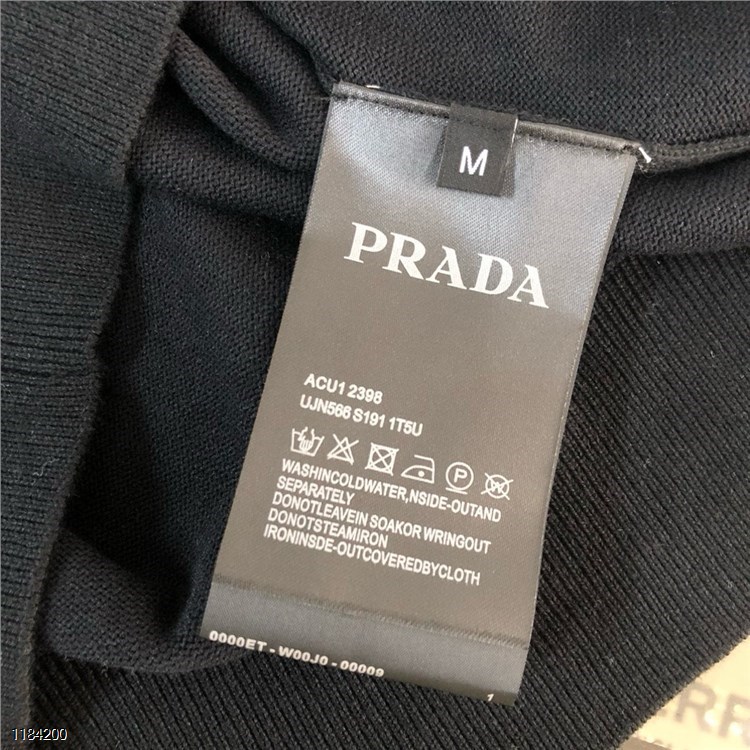 M
PRADA
ACU1 2398
UJN566 S191 1T5U
P
WASHINCOLDWATER,NSIDE-OUTAND
SEPARATELY
DONOTLEAVEIN SOAKOR WRINGOUT
DONOTSTEAMIRON
IRONINSDE-OUTCOVEREDBYCLOTH
0000ET - W00J0 - 00009
1
1184200